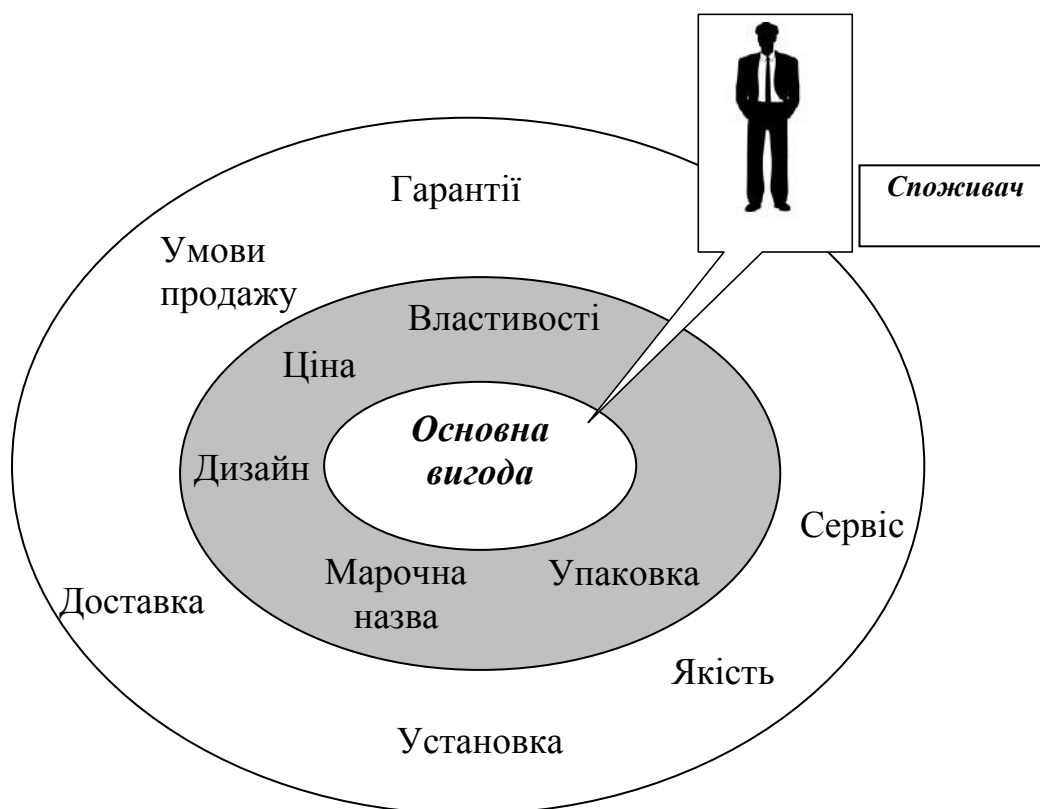 Споживач
Гарантії
Умови
продажу
Властивості
Ціна
Основна
вигода
Дизайн
Сервіс
Марочна
назва
Упаковка
Доставка
Якість
Установка